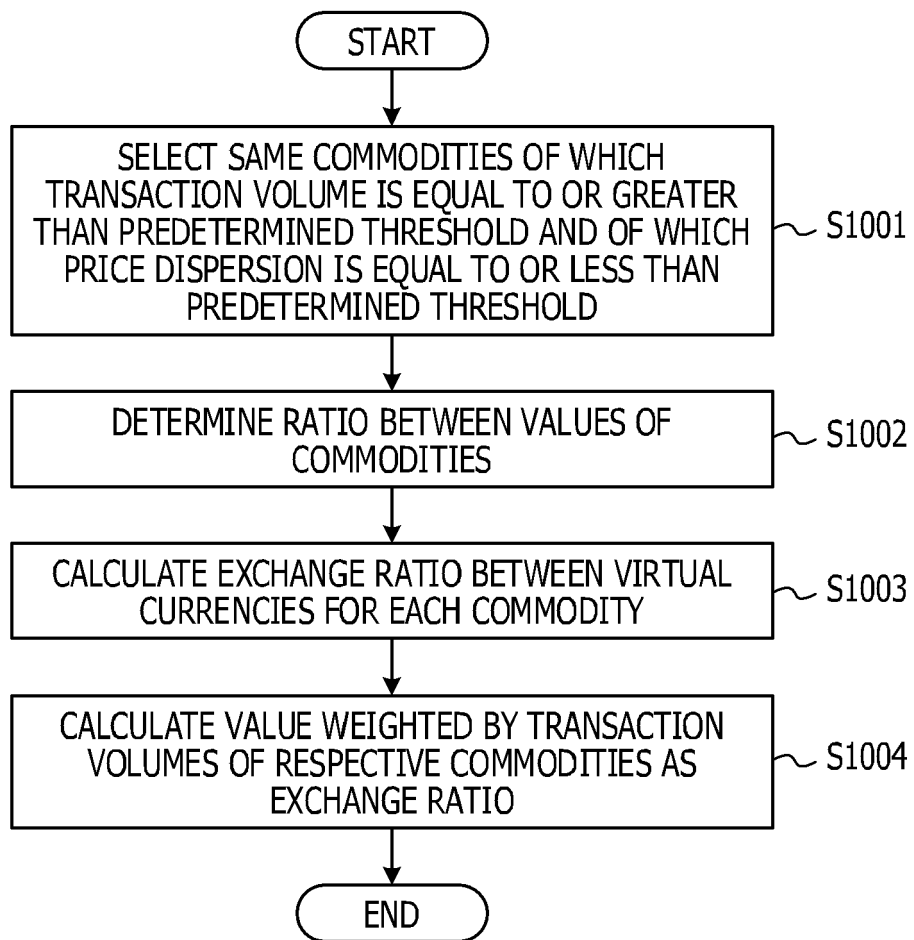 START
SELECT SAME COMMODITIES OF WHICH
TRANSACTION VOLUME IS EQUAL TO OR GREATER
THAN PREDETERMINED THRESHOLD AND OF WHICH
PRICE DISPERSION IS EQUAL TO OR LESS THAN
PREDETERMINED THRESHOLD
S1001
DETERMINE RATIO BETWEEN VALUES OF
COMMODITIES
S1002
CALCULATE EXCHANGE RATIO BETWEEN VIRTUAL
CURRENCIES FOR EACH COMMODITY
S1003
CALCULATE VALUE WEIGHTED BY TRANSACTION
VOLUMES OF RESPECTIVE COMMODITIES AS
EXCHANGE RATIO
S1004
END